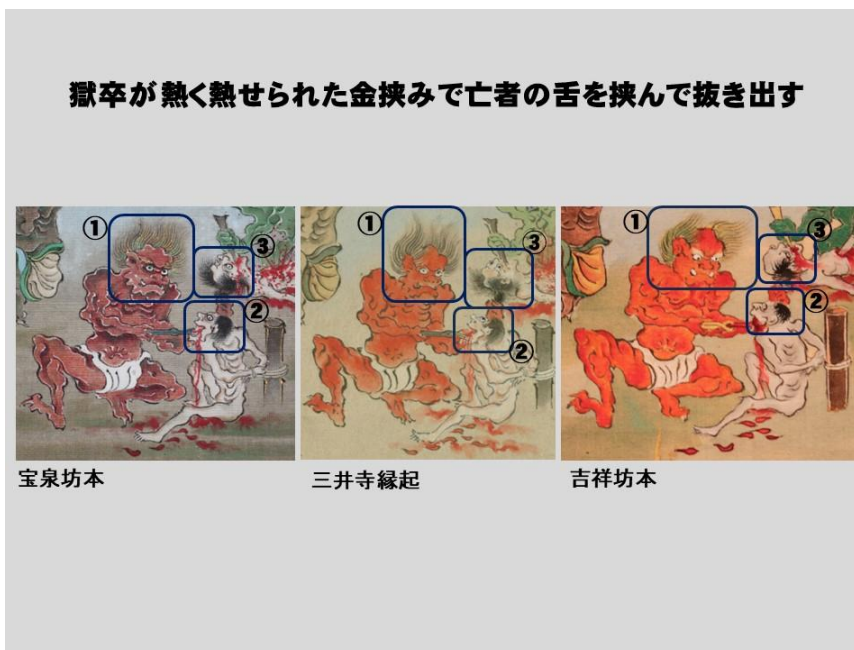 獄卒が熱く熱せられた金挟みで亡者の舌を挟んで抜き出す
① ③ ②
① ③ ②
① ③ ②
宝泉坊本
三井寺縁起
吉祥坊本